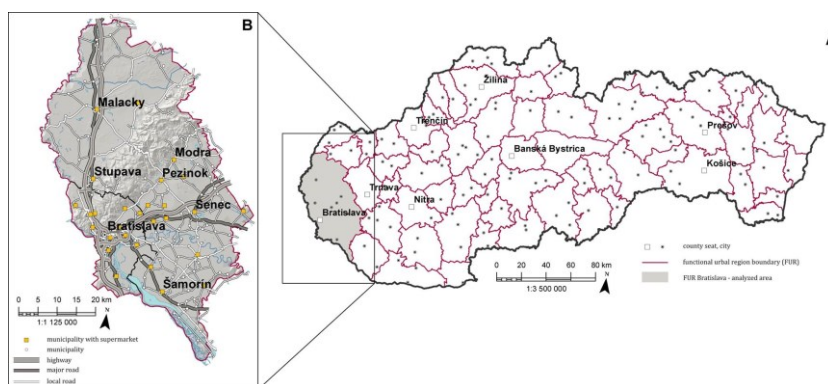 B
Malacky
Modra
Stupava
Pezinok
Senec
Bratislava
Šamorín
0 5 10 15 20 km
1:1 125 000
N
municipality with supermarket
municipality
highway
major road
local road
Žilina
Trenčín
Prešov
Banská Bystrica
Košice
Trnava
Nitra
Bratislava
0 20 40 60 80 km
1:3 500 000
N
county seat, city
functional urbal region boundary (FUR)
FUR Bratislava - analyzed area